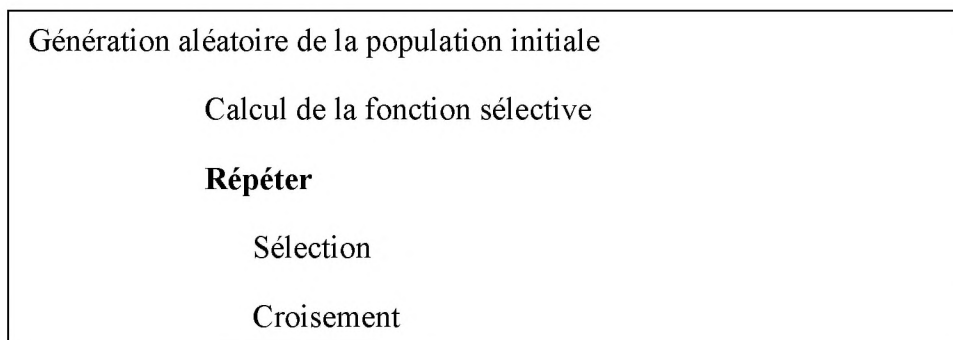 Génération aléatoire de la population initiale
Calcul de la fonction sélective
Répéter
Sélection
Croisement